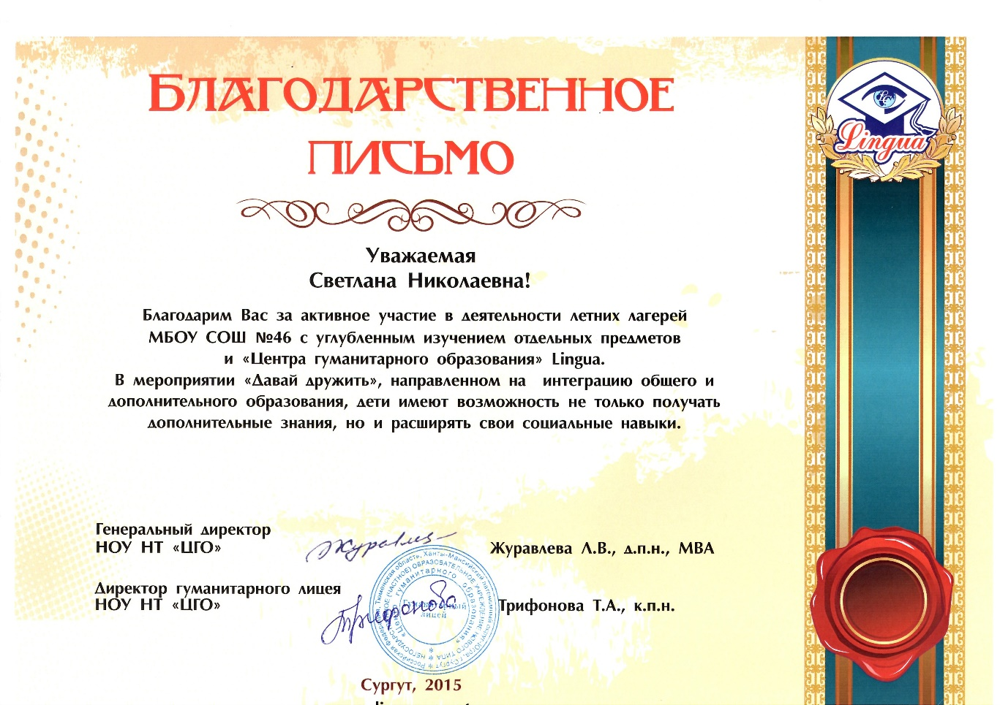 БЛАГОДАРСТВЕННОЕ
ПИСЬМО
Lingua
Уважаемая
Светлана Николаевна!
Благодарим Вас за активное участие в деятельности летних лагерей
МБОУ СОШ №46 с углубленным изучением отдельных предметов
и «Центра гуманитарного образования» Lingua.
В мероприятии «Давай дружить», направленном на интеграцию общего и
дополнительного образования, дети имеют возможность не только получать
дополнительные знания, но и расширять свои социальные навыки.
Генеральный директор
НОУ НТ «ЦГО»
Журавлева Л.В., д.п.н., МВА
Директор гуманитарного лицея
НОУ НТ «ЦГО»
Трифонова Т.А., к.п.н.
Трифонова
Гуманитарный
лицей
Сургут, 2015